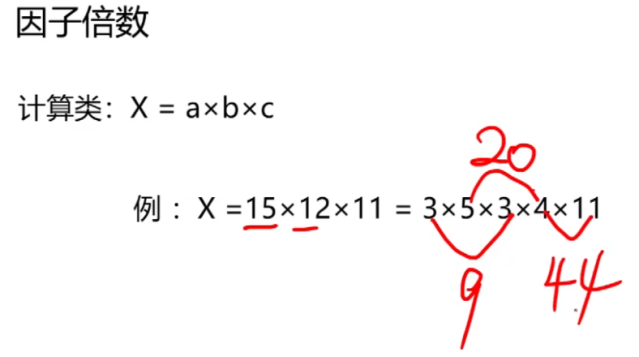 因子倍数
计算类：X = a×b×c
20
例：X =15×12×11 = 3×5×3×4×11
9
44